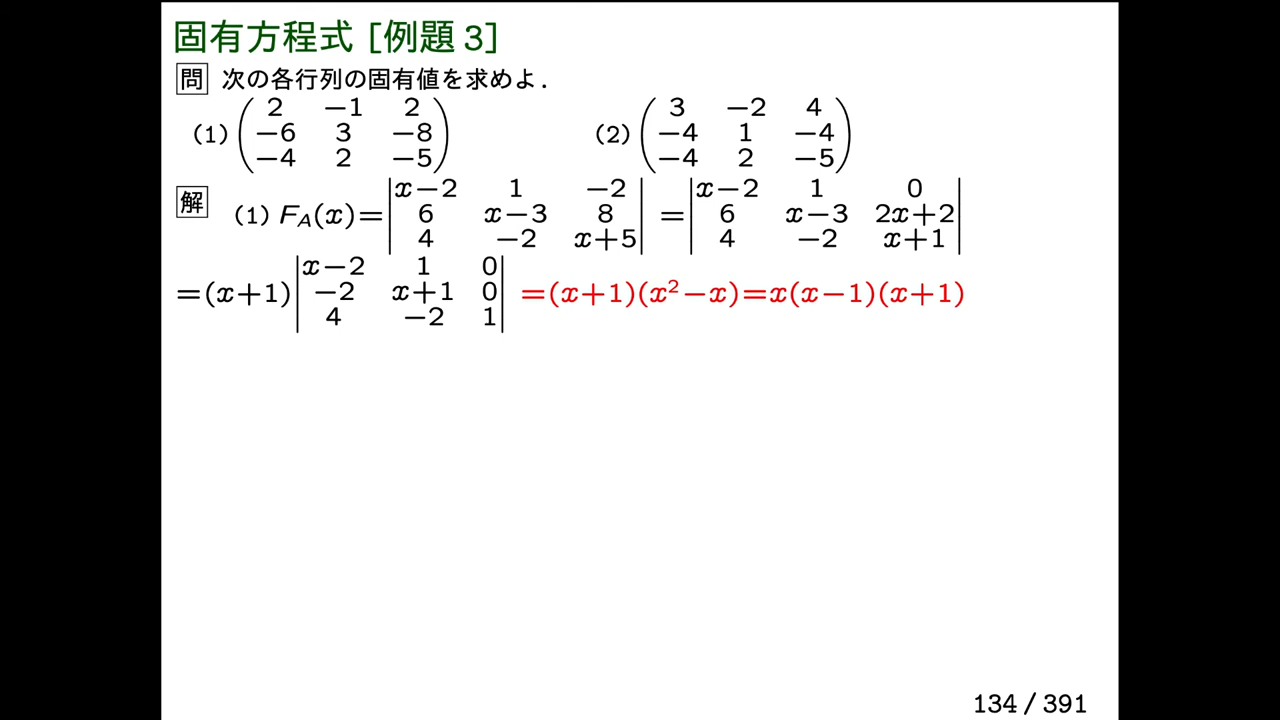 固有方程式 [例題 3]
問 次の各行列の固有値を求めよ．
(1) ( 2 −1 2 ) (2) ( 3 −2 4 )
( −6 3 −8 ) ( −4 1 −4 )
( −4 2 −5 ) ( −4 2 −5 )
解 (1) F_A(x)= | x−2 1 −2 | = | x−2 1 0 |
| 6 x−3 8 | | 6 x−3 2x+2 |
| 4 −2 x+5 | | 4 −2 x+1 |
=(x+1) | x−2 1 0 | =(x+1)(x²−x)=x(x−1)(x+1)
| −2 x+1 0 |
| 4 −2 1 |
134 / 391